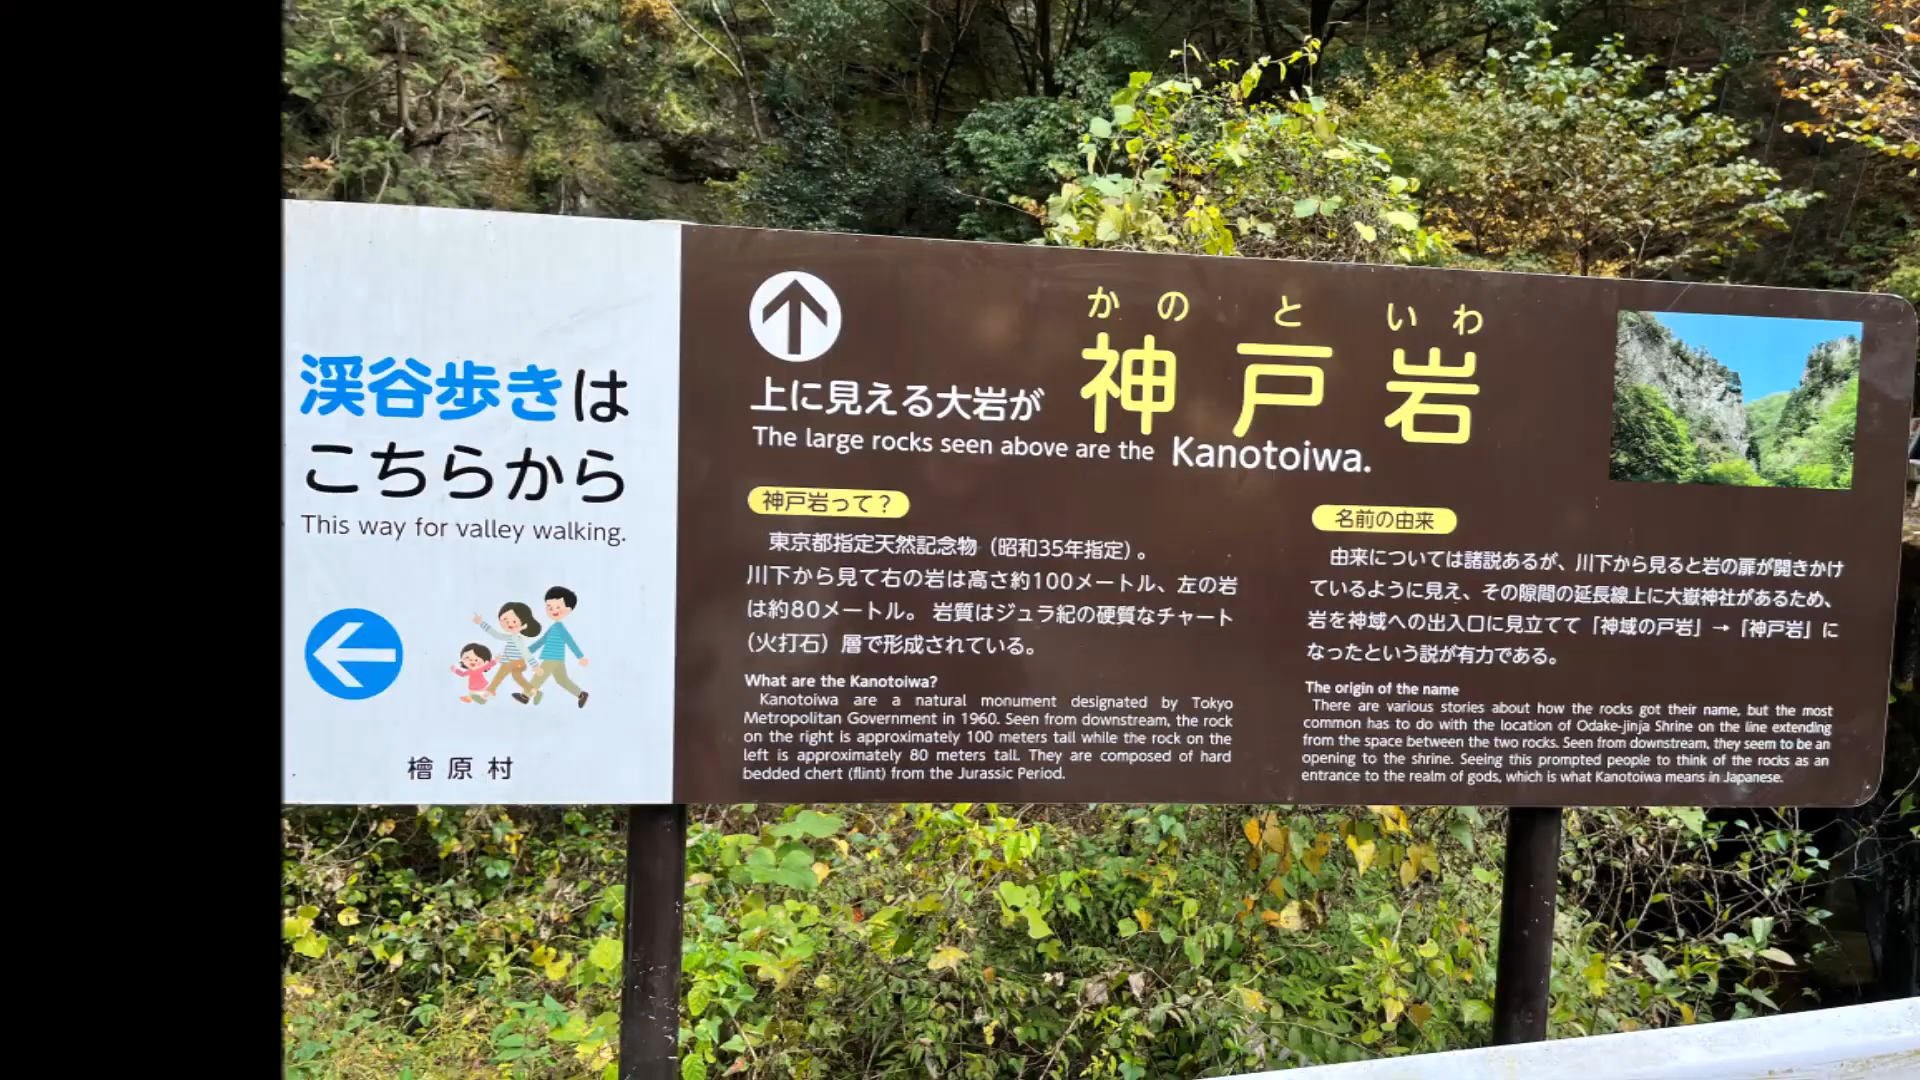 渓谷歩きは
こちらから
This way for valley walking.
檜原村
か の と い わ
神戸岩
上に見える大岩が
The large rocks seen above are the Kanotoiwa.
神戸岩って？
東京都指定天然記念物（昭和35年指定）。
川下から見て右の岩は高さ約100メートル、左の岩
は約80メートル。 岩質はジュラ紀の硬質なチャート
（火打石）層で形成されている。
What are the Kanotoiwa?
Kanotoiwa are a natural monument designated by Tokyo
Metropolitan Government in 1960. Seen from downstream, the rock
on the right is approximately 100 meters tall while the rock on the
left is approximately 80 meters tall. They are composed of hard
bedded chert (flint) from the Jurassic Period.
名前の由来
由来については諸説あるが、川下から見ると岩の扉が開きかけ
ているように見え、その隙間の延長線上に大嶽神社があるため、
岩を神域への出入口に見立てて「神域の戸岩」→「神戸岩」に
なったという説が有力である。
The origin of the name
There are various stories about how the rocks got their name, but the most
common has to do with the location of Odake-jinja Shrine on the line extending
from the space between the two rocks. Seen from downstream, they seem to be an
opening to the shrine. Seeing this prompted people to think of the rocks as an
entrance to the realm of gods, which is what Kanotoiwa means in Japanese.